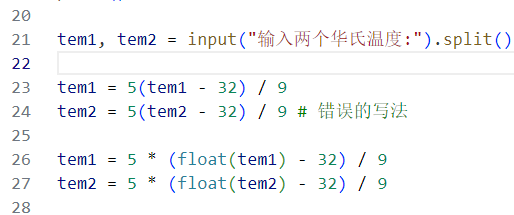 20
21 tem1, tem2 = input("输入两个华氏温度:").split()
22
23 tem1 = 5(tem1 - 32) / 9
24 tem2 = 5(tem2 - 32) / 9 # 错误的写法
25
26 tem1 = 5 * (float(tem1) - 32) / 9
27 tem2 = 5 * (float(tem2) - 32) / 9
28